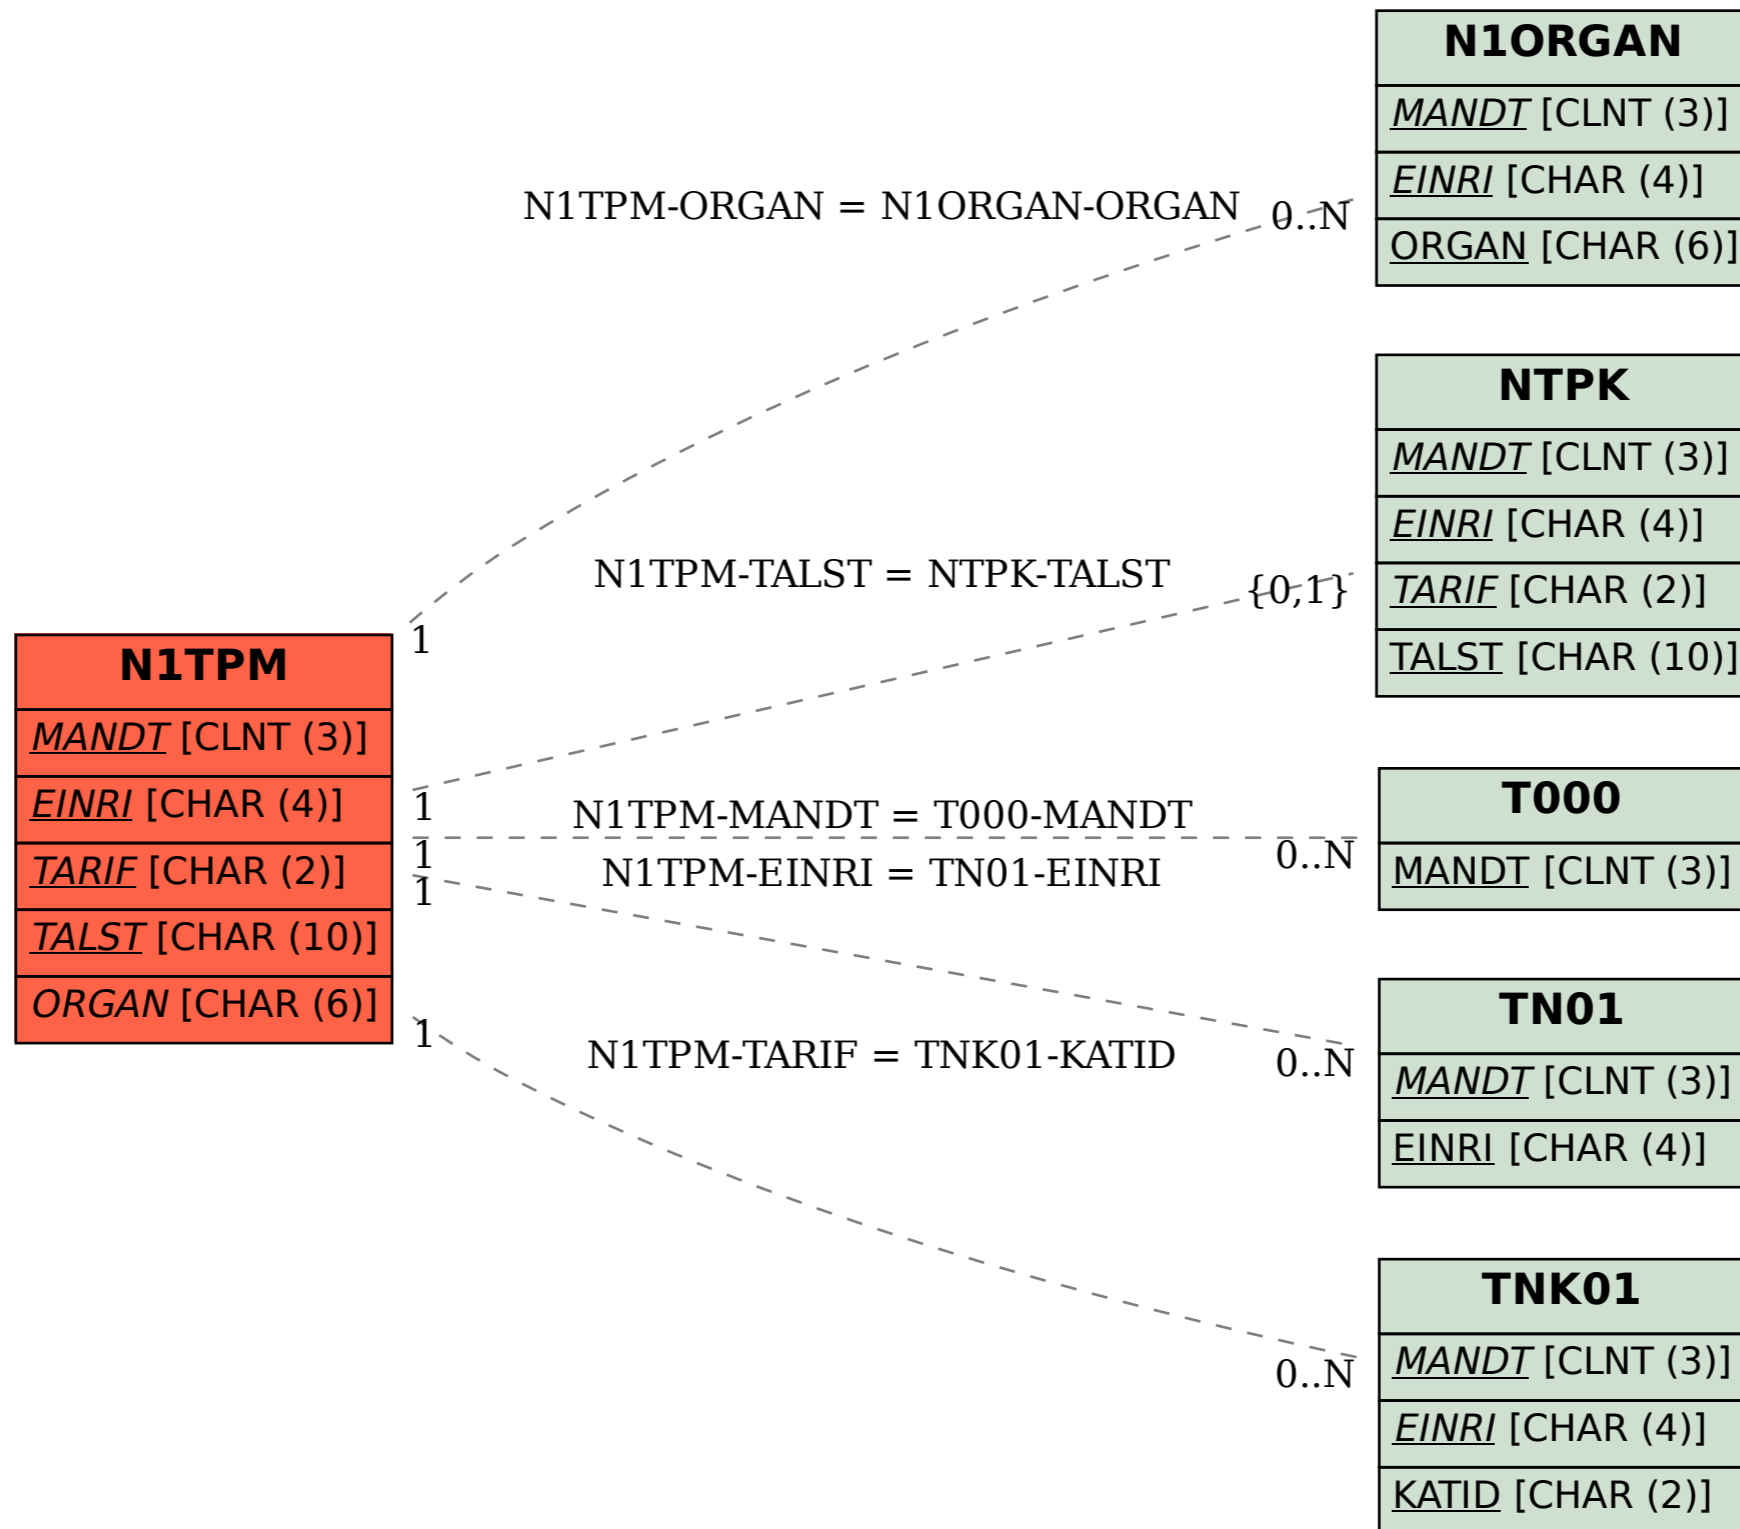 N1ORGAN
MANDT [CLNT (3)]
EINRI [CHAR (4)]
ORGAN [CHAR (6)]
N1TPM-ORGAN = N1ORGAN-ORGAN
0..N
1
NTPK
MANDT [CLNT (3)]
EINRI [CHAR (4)]
TARIF [CHAR (2)]
TALST [CHAR (10)]
N1TPM-TALST = NTPK-TALST
{0,1}
1
N1TPM
MANDT [CLNT (3)]
EINRI [CHAR (4)]
TARIF [CHAR (2)]
TALST [CHAR (10)]
ORGAN [CHAR (6)]
N1TPM-MANDT = T000-MANDT
1
0..N
T000
MANDT [CLNT (3)]
N1TPM-EINRI = TN01-EINRI
1
0..N
TN01
MANDT [CLNT (3)]
EINRI [CHAR (4)]
N1TPM-TARIF = TNK01-KATID
1
0..N
TNK01
MANDT [CLNT (3)]
EINRI [CHAR (4)]
KATID [CHAR (2)]